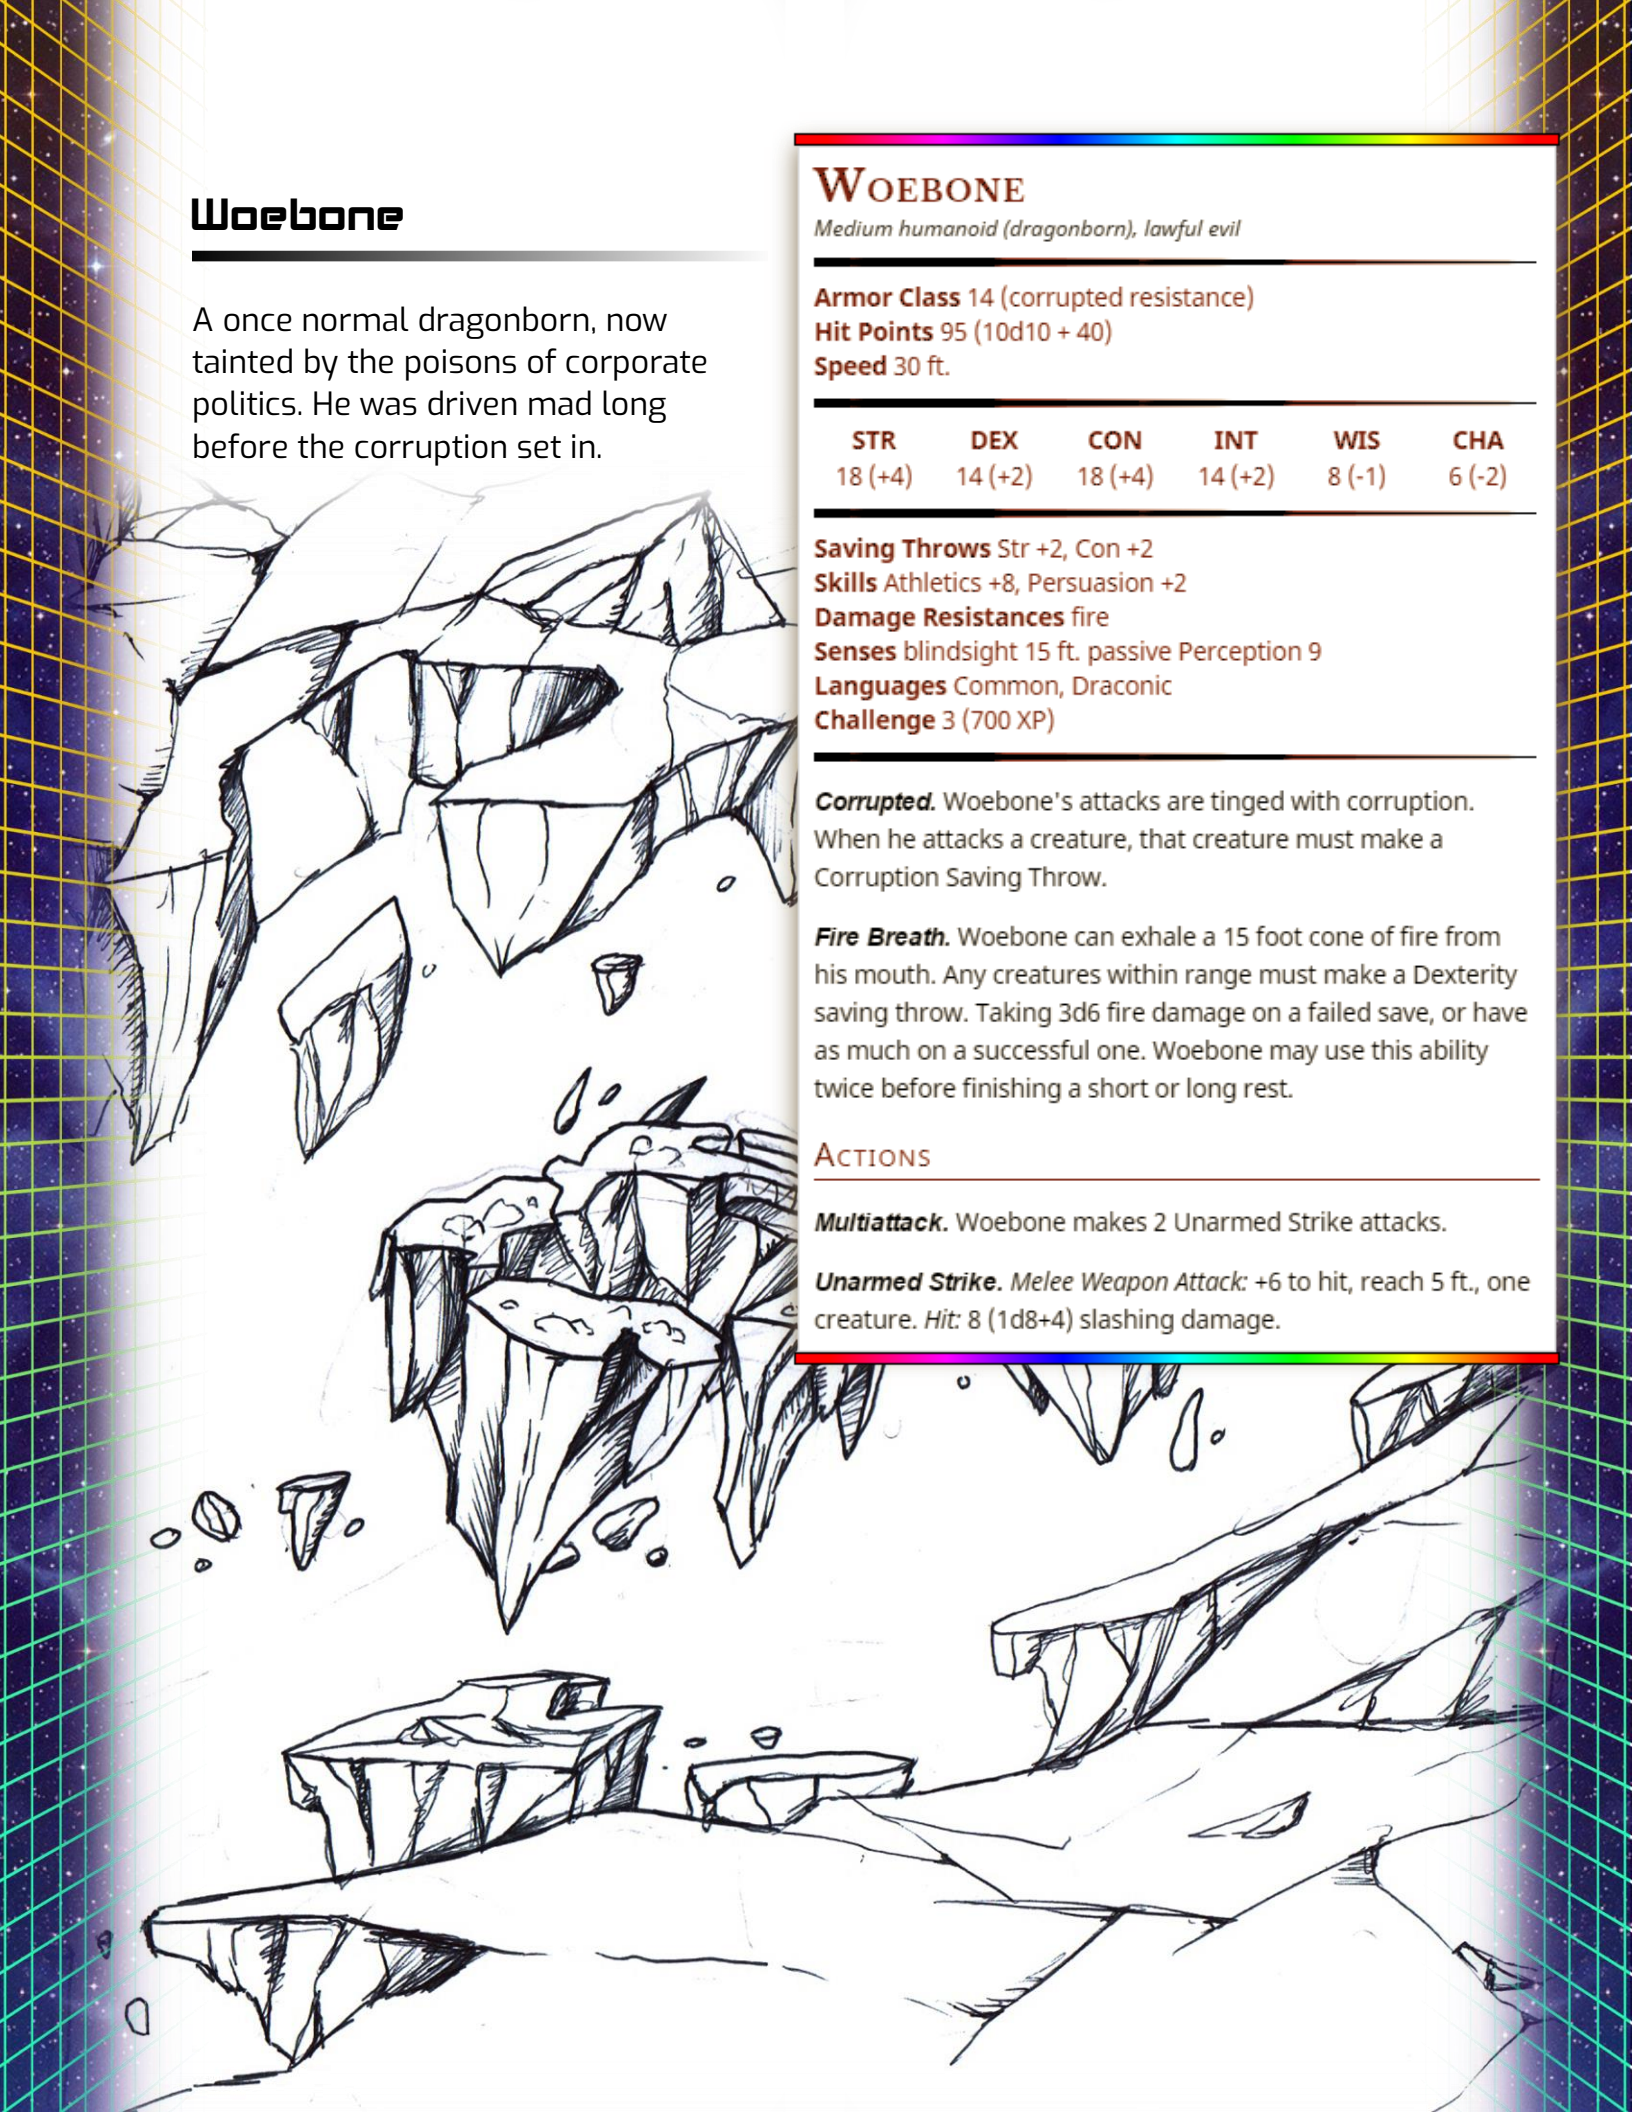 Woebone
A once normal dragonborn, now
tainted by the poisons of corporate
politics. He was driven mad long
before the corruption set in.
WOEBONE
Medium humanoid (dragonborn), lawful evil
Armor Class 14 (corrupted resistance)
Hit Points 95 (10d10 + 40)
Speed 30 ft.
STR DEX CON INT WIS CHA
18 (+4) 14 (+2) 18 (+4) 14 (+2) 8 (-1) 6 (-2)
Saving Throws Str +2, Con +2
Skills Athletics +8, Persuasion +2
Damage Resistances fire
Senses blindsight 15 ft. passive Perception 9
Languages Common, Draconic
Challenge 3 (700 XP)
Corrupted. Woebone's attacks are tinged with corruption.
When he attacks a creature, that creature must make a
Corruption Saving Throw.
Fire Breath. Woebone can exhale a 15 foot cone of fire from
his mouth. Any creatures within range must make a Dexterity
saving throw. Taking 3d6 fire damage on a failed save, or have
as much on a successful one. Woebone may use this ability
twice before finishing a short or long rest.
ACTIONS
Multiattack. Woebone makes 2 Unarmed Strike attacks.
Unarmed Strike. Melee Weapon Attack: +6 to hit, reach 5 ft., one
creature. Hit: 8 (1d8+4) slashing damage.